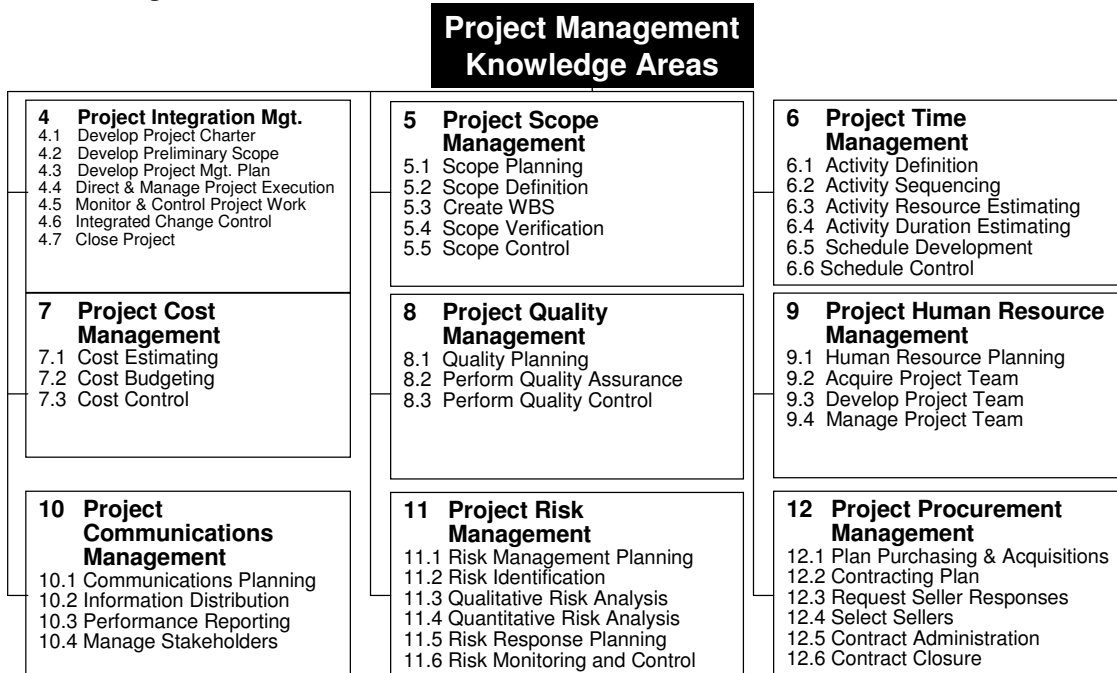 Project Management
Knowledge Areas
4 Project Integration Mgt.
4.1 Develop Project Charter
4.2 Develop Preliminary Scope
4.3 Develop Project Mgt. Plan
4.4 Direct & Manage Project Execution
4.5 Monitor & Control Project Work
4.6 Integrated Change Control
4.7 Close Project
5 Project Scope
Management
5.1 Scope Planning
5.2 Scope Definition
5.3 Create WBS
5.4 Scope Verification
5.5 Scope Control
6 Project Time
Management
6.1 Activity Definition
6.2 Activity Sequencing
6.3 Activity Resource Estimating
6.4 Activity Duration Estimating
6.5 Schedule Development
6.6 Schedule Control
7 Project Cost
Management
7.1 Cost Estimating
7.2 Cost Budgeting
7.3 Cost Control
8 Project Quality
Management
8.1 Quality Planning
8.2 Perform Quality Assurance
8.3 Perform Quality Control
9 Project Human Resource
Management
9.1 Human Resource Planning
9.2 Acquire Project Team
9.3 Develop Project Team
9.4 Manage Project Team
10 Project
Communications
Management
10.1 Communications Planning
10.2 Information Distribution
10.3 Performance Reporting
10.4 Manage Stakeholders
11 Project Risk
Management
11.1 Risk Management Planning
11.2 Risk Identification
11.3 Qualitative Risk Analysis
11.4 Quantitative Risk Analysis
11.5 Risk Response Planning
11.6 Risk Monitoring and Control
12 Project Procurement
Management
12.1 Plan Purchasing & Acquisitions
12.2 Contracting Plan
12.3 Request Seller Responses
12.4 Select Sellers
12.5 Contract Administration
12.6 Contract Closure